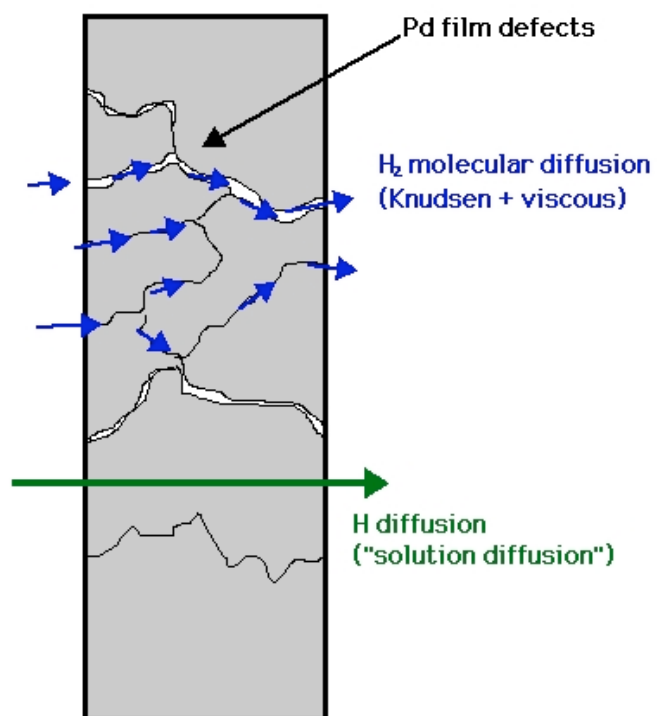 Pd film defects
H₂ molecular diffusion
(Knudsen + viscous)
H diffusion
("solution diffusion")